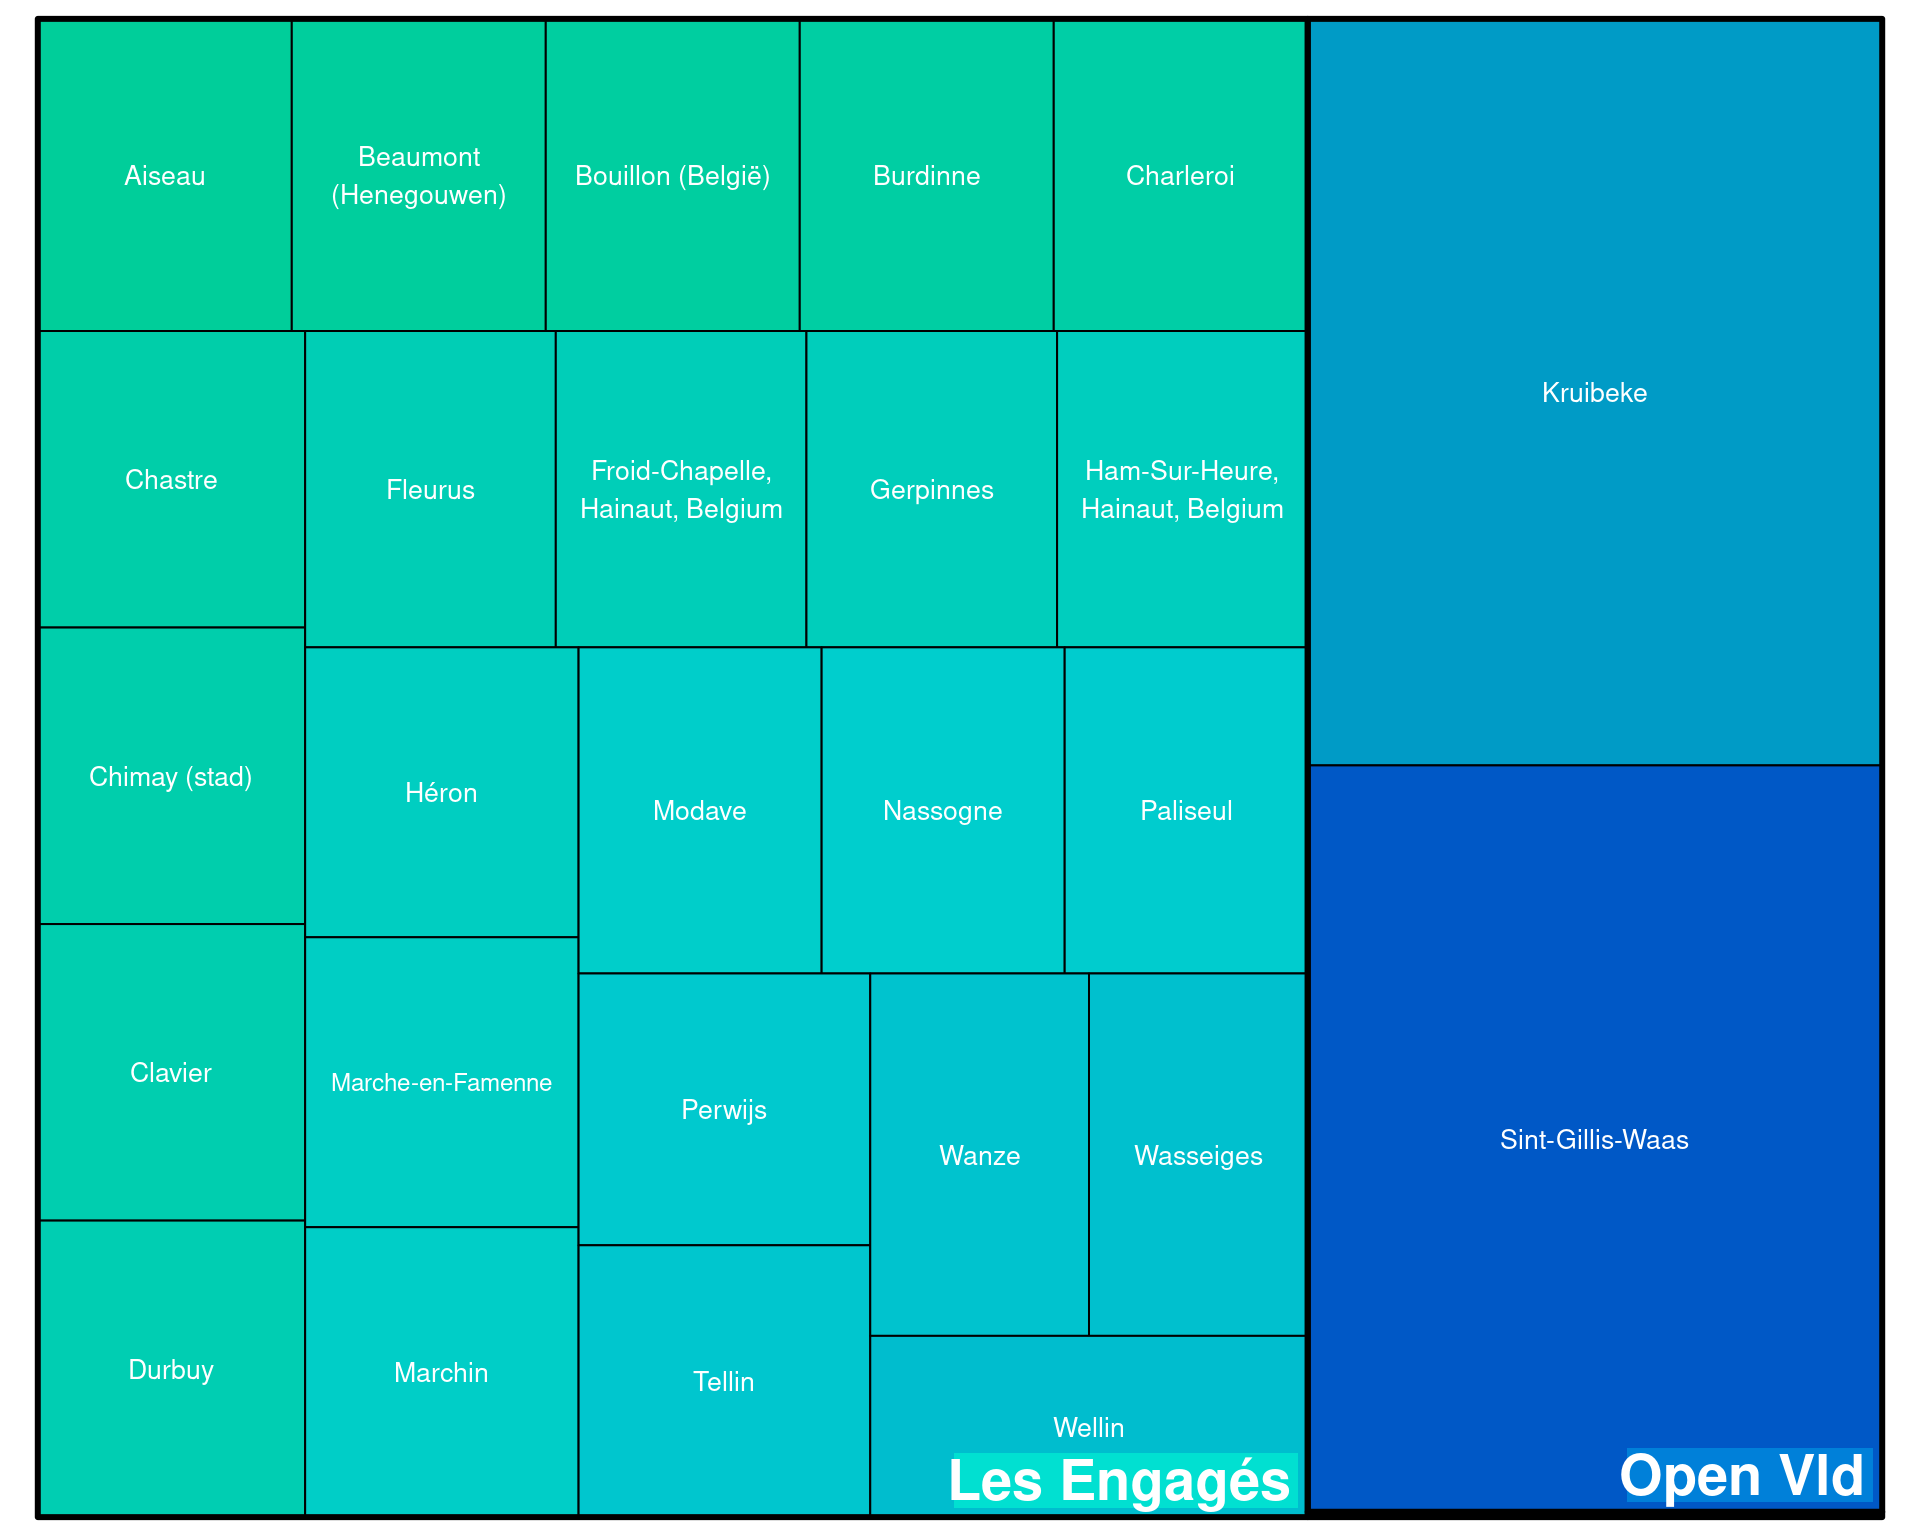 Aiseau
Beaumont
(Henegouwen)
Bouillon (België)
Burdinne
Charleroi
Kruibeke
Chastre
Fleurus
Froid-Chapelle,
Hainaut, Belgium
Gerpinnes
Ham-Sur-Heure,
Hainaut, Belgium
Chimay (stad)
Héron
Modave
Nassogne
Paliseul
Clavier
Marche-en-Famenne
Perwijs
Wanze
Wasseiges
Sint-Gillis-Waas
Durbuy
Marchin
Tellin
Wellin
Les Engagés
Open Vld